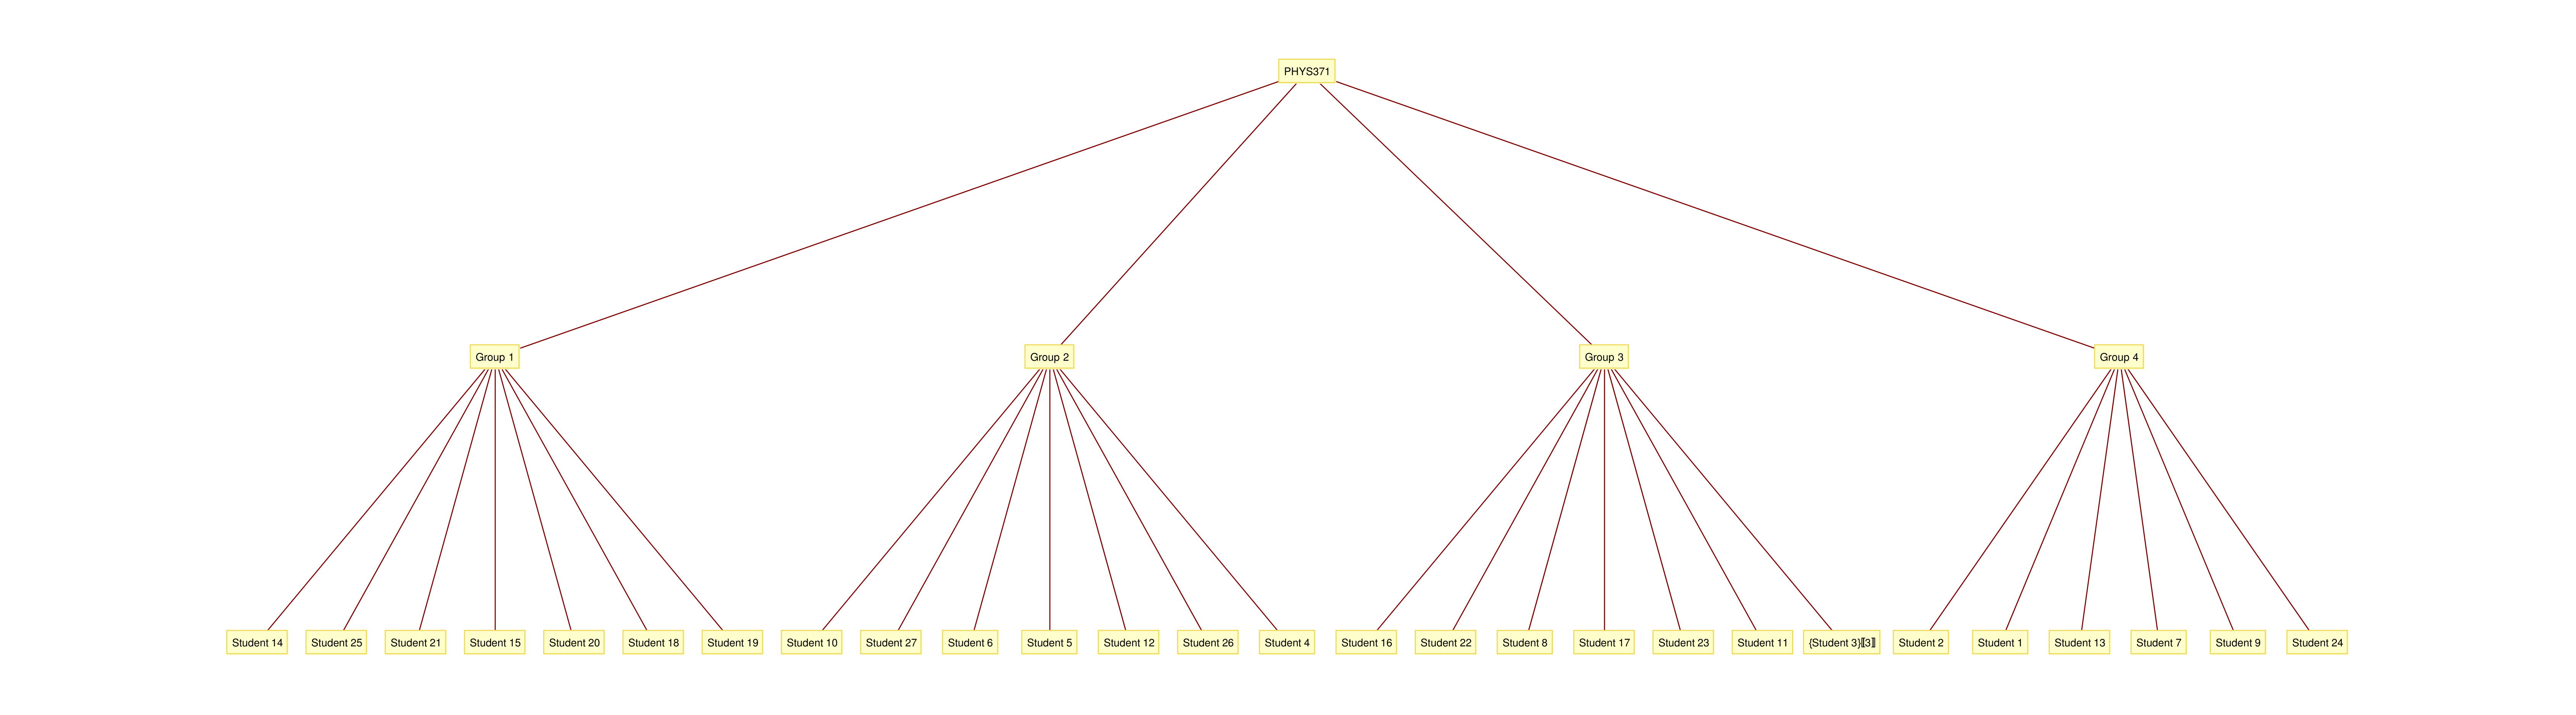 PHYS371
Group 1
Group 2
Group 3
Group 4
Student 14
Student 25
Student 21
Student 15
Student 20
Student 18
Student 19
Student 10
Student 27
Student 6
Student 5
Student 12
Student 26
Student 4
Student 16
Student 22
Student 8
Student 17
Student 23
Student 11
{Student 3}⟦3⟧
Student 2
Student 1
Student 13
Student 7
Student 9
Student 24